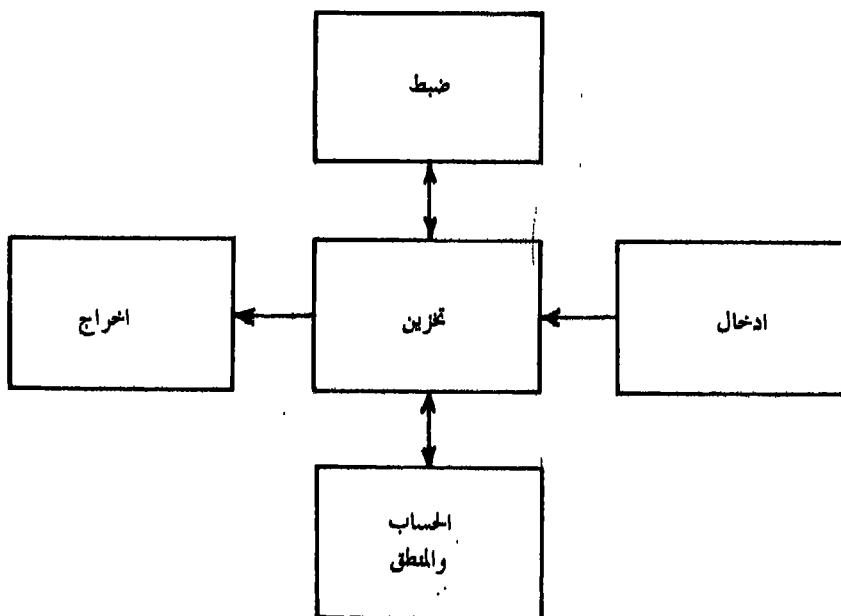 ضبط
ادخال
تخزين
اخراج
الحساب
والمنطق